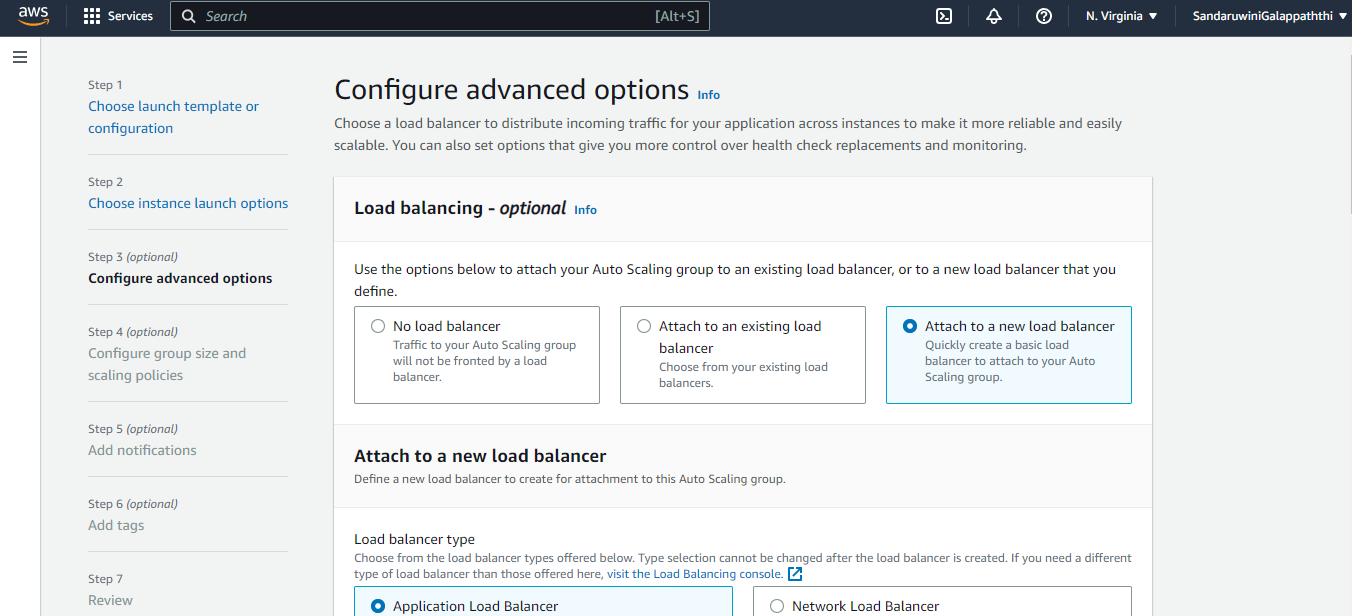 aws
Services
Search
[Alt+S]
N. Virginia
SandaruwiniGalappaththi
Step 1
Choose launch template or
configuration
Step 2
Choose instance launch options
Step 3 (optional)
Configure advanced options
Step 4 (optional)
Configure group size and
scaling policies
Step 5 (optional)
Add notifications
Step 6 (optional)
Add tags
Step 7
Review
Configure advanced options Info
Choose a load balancer to distribute incoming traffic for your application across instances to make it more reliable and easily
scalable. You can also set options that give you more control over health check replacements and monitoring.
Load balancing - optional Info
Use the options below to attach your Auto Scaling group to an existing load balancer, or to a new load balancer that you
define.
No load balancer
Traffic to your Auto Scaling group
will not be fronted by a load
balancer.
Attach to an existing load
balancer
Choose from your existing load
balancers.
Attach to a new load balancer
Quickly create a basic load
balancer to attach to your Auto
Scaling group.
Attach to a new load balancer
Define a new load balancer to create for attachment to this Auto Scaling group.
Load balancer type
Choose from the load balancer types offered below. Type selection cannot be changed after the load balancer is created. If you need a different
type of load balancer than those offered here, visit the Load Balancing console.
Application Load Balancer
Network Load Balancer